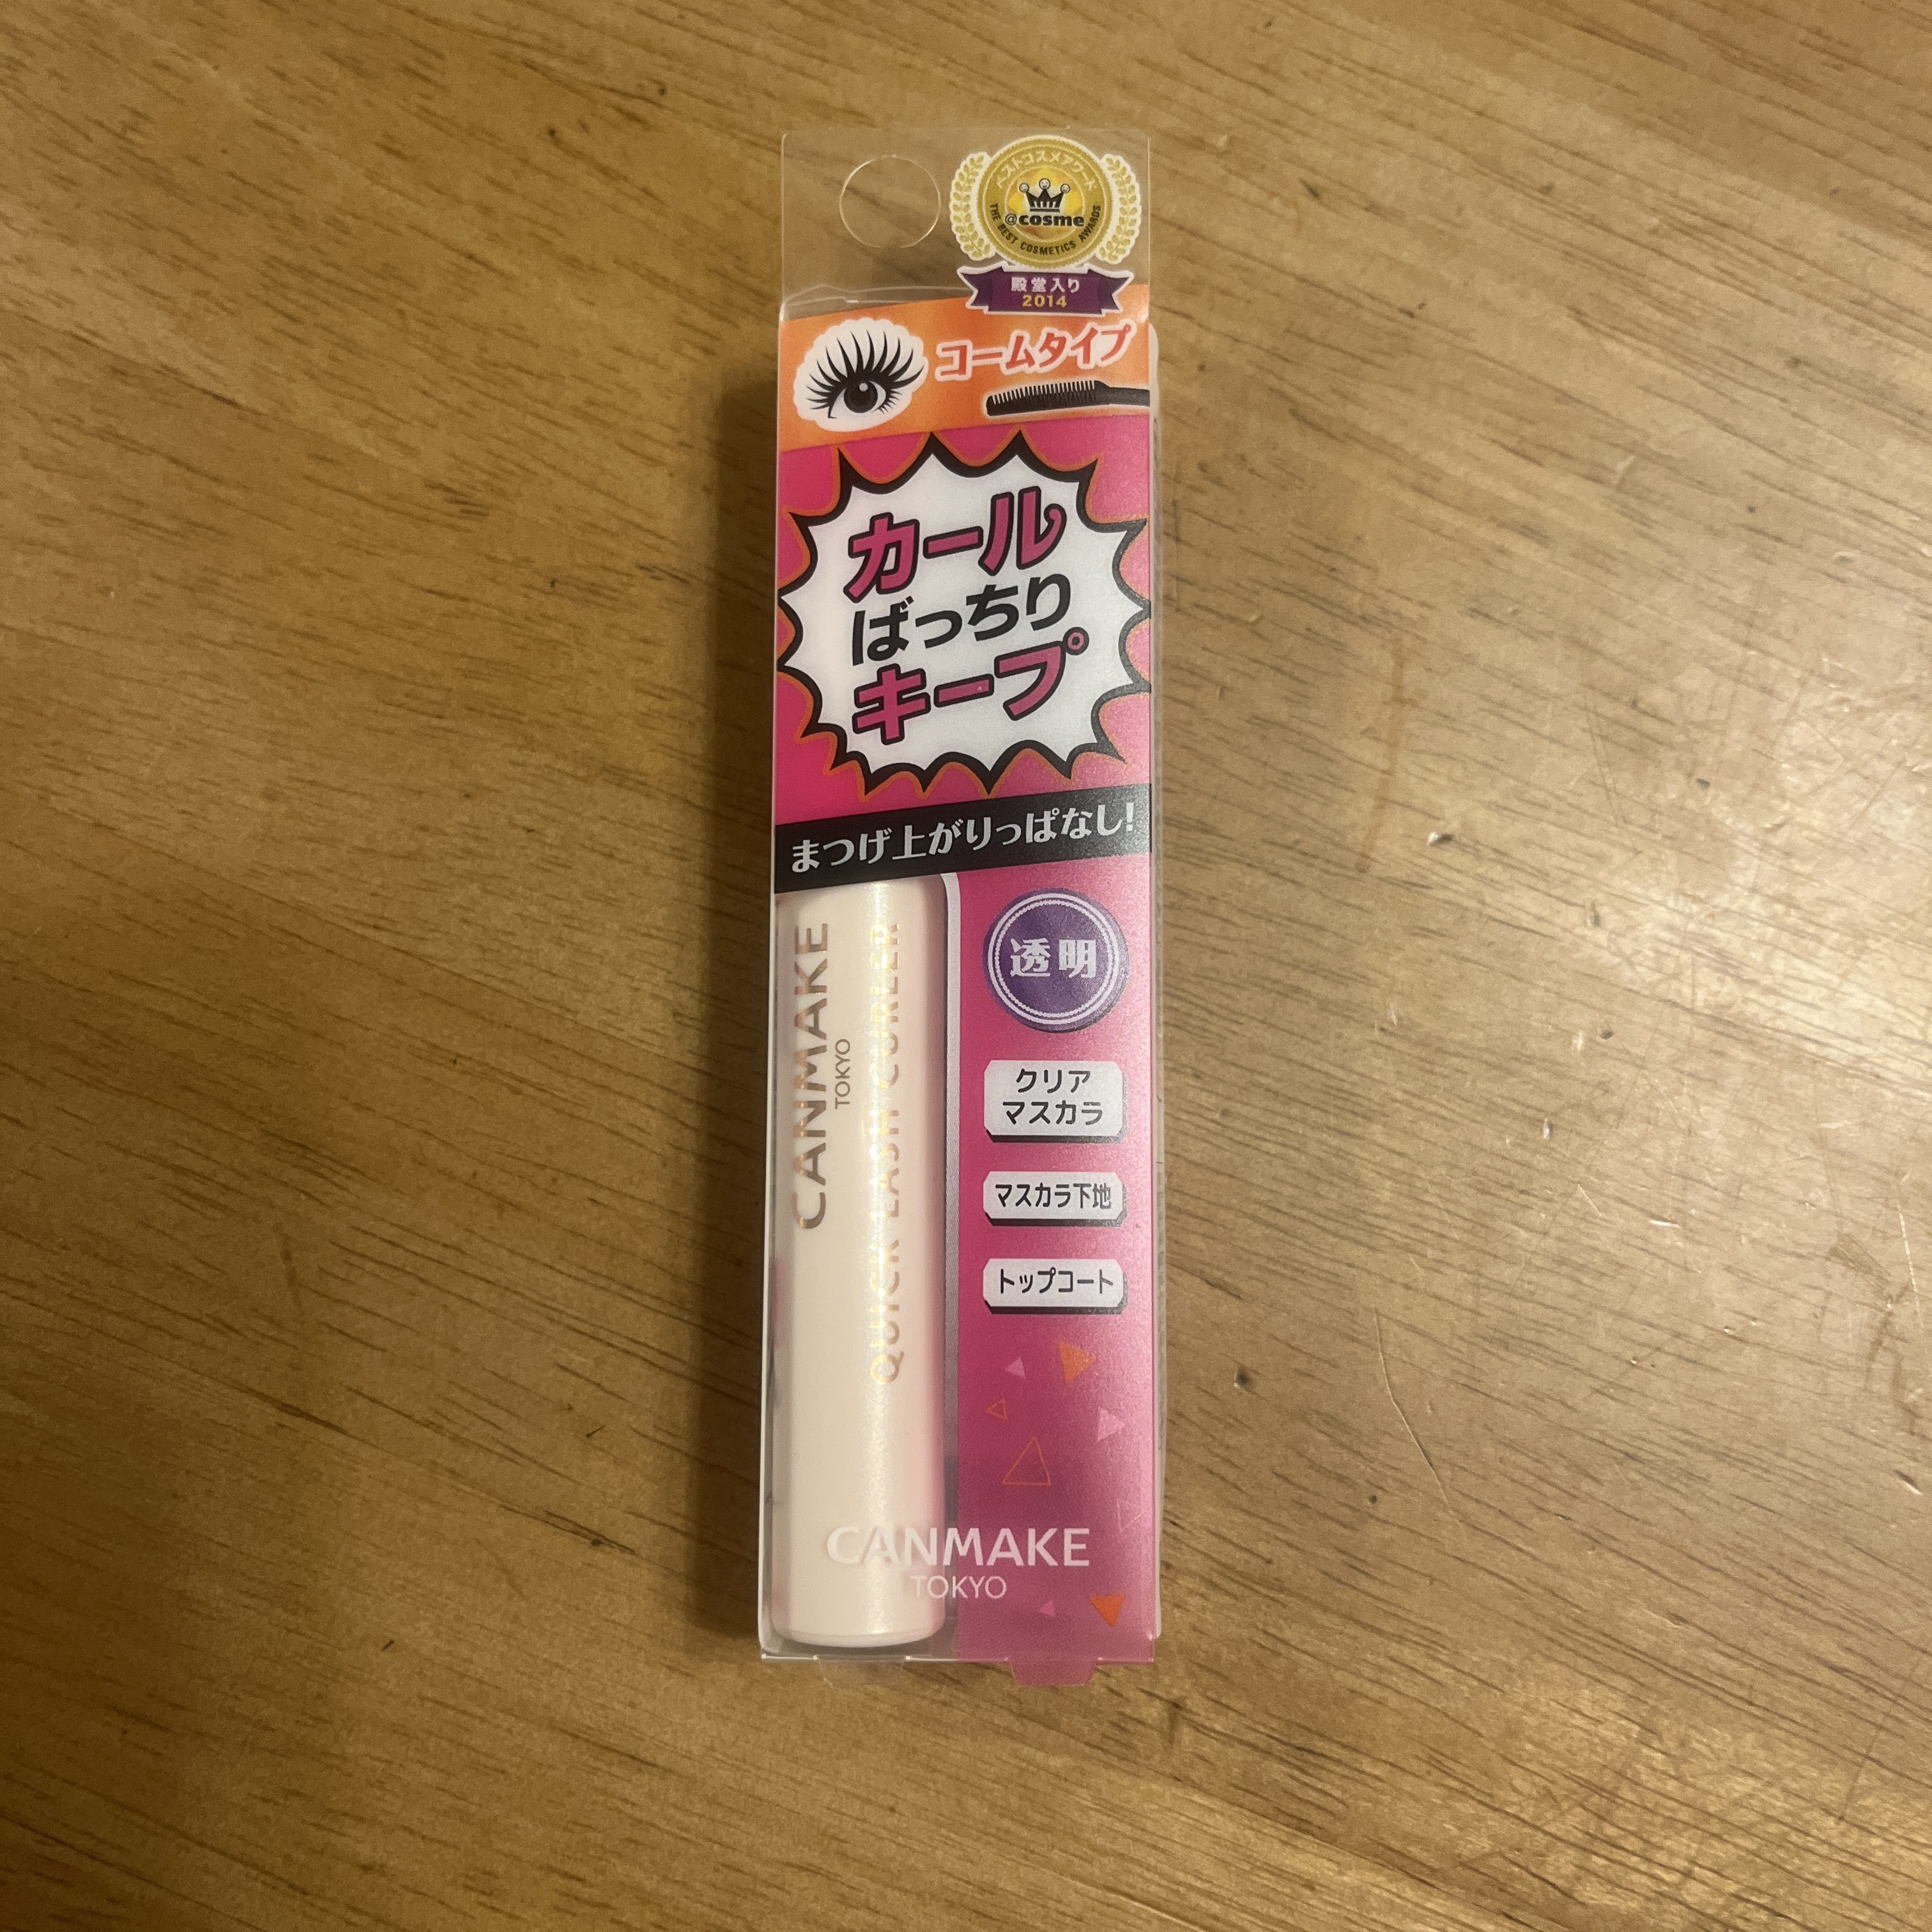 ベストコスメアワード
@cosme
THE BEST COSMETICS AWARDS
殿堂入り
2014
コームタイプ
カール
ばっちり
キープ
まつげ上がりっぱなし!
透明
クリア
マスカラ
マスカラ下地
トップコート
CANMAKE
TOKYO
QUICK LASH CURLER
CANMAKE
TOKYO